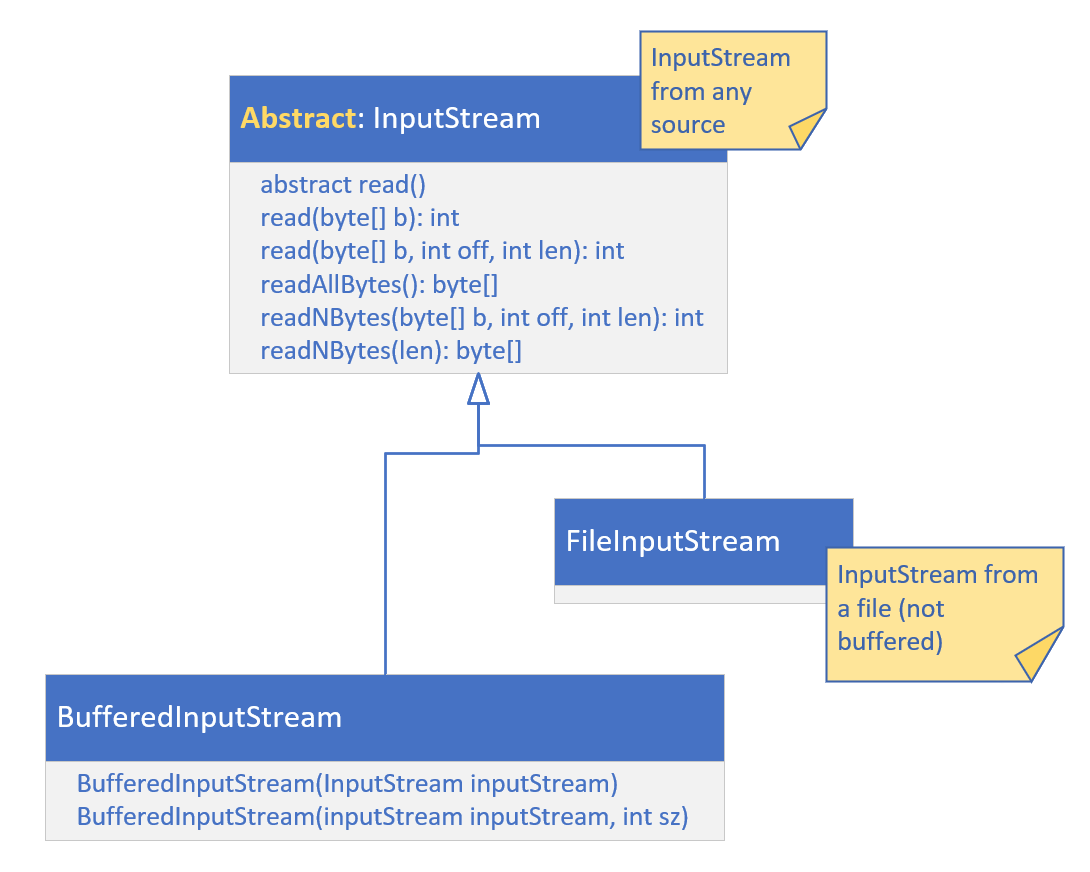 InputStream
from any
source
Abstract: InputStream
abstract read()
read(byte[] b): int
read(byte[] b, int off, int len): int
readAllBytes(): byte[]
readNBytes(byte[] b, int off, int len): int
readNBytes(len): byte[]
FileInputStream
InputStream from
a file (not
buffered)
BufferedInputStream
BufferedInputStream(InputStream inputStream)
BufferedInputStream(inputStream inputStream, int sz)